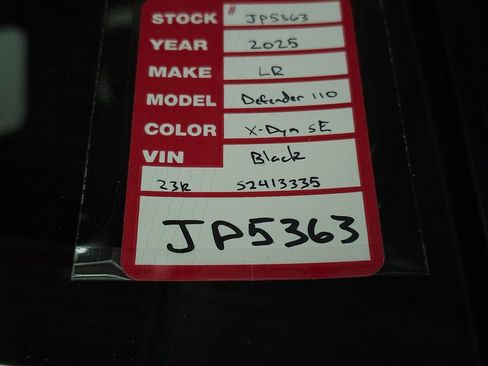 STOCK # JP5363
YEAR 2025
MAKE LR
MODEL Defender 110
COLOR X-Dyn SE
VIN Black
23k S2413335
JP5363